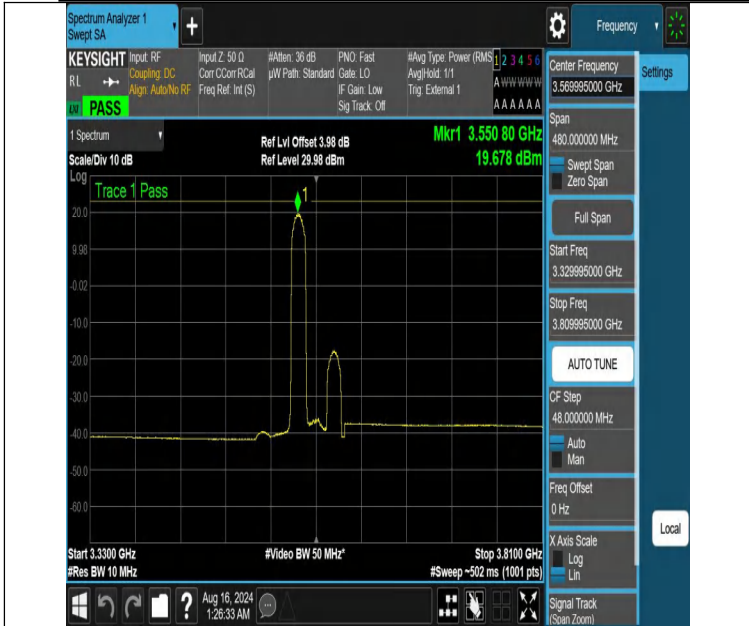 Spectrum Analyzer 1
Swept SA
+
Frequency
KEYSIGHT
RL
LXI
PASS
Input: RF
Coupling: DC
Align: Auto/No RF
Input Z: 50 Ω
Corr CCorr RCal
Freq Ref: Int (S)
#Atten: 36 dB
µW Path: Standard
PNO: Fast
Gate: LO
IF Gain: Low
Sig Track: Off
#Avg Type: Power (RMS
Avg|Hold: 1/1
Trig: External 1
1 2 3 4 5 6
A W W W W W
A A A A A A
1 Spectrum
Scale/Div 10 dB
Log
Ref Lvl Offset 3.98 dB
Ref Level 29.98 dBm
Mkr1 3.550 80 GHz
19.678 dBm
Trace 1 Pass
1
20.0
9.98
-0.02
-10.0
-20.0
-30.0
-40.0
-50.0
-60.0
Start 3.3300 GHz
#Res BW 10 MHz
#Video BW 50 MHz*
Stop 3.8100 GHz
#Sweep ~502 ms (1001 pts)
?
Aug 16, 2024
1:26:33 AM
Center Frequency
3.569995000 GHz
Settings
Span
480.000000 MHz
Swept Span
Zero Span
Full Span
Start Freq
3.329995000 GHz
Stop Freq
3.809995000 GHz
AUTO TUNE
CF Step
48.000000 MHz
Auto
Man
Freq Offset
0 Hz
Local
X Axis Scale
Log
Lin
Signal Track
(Span Zoom)